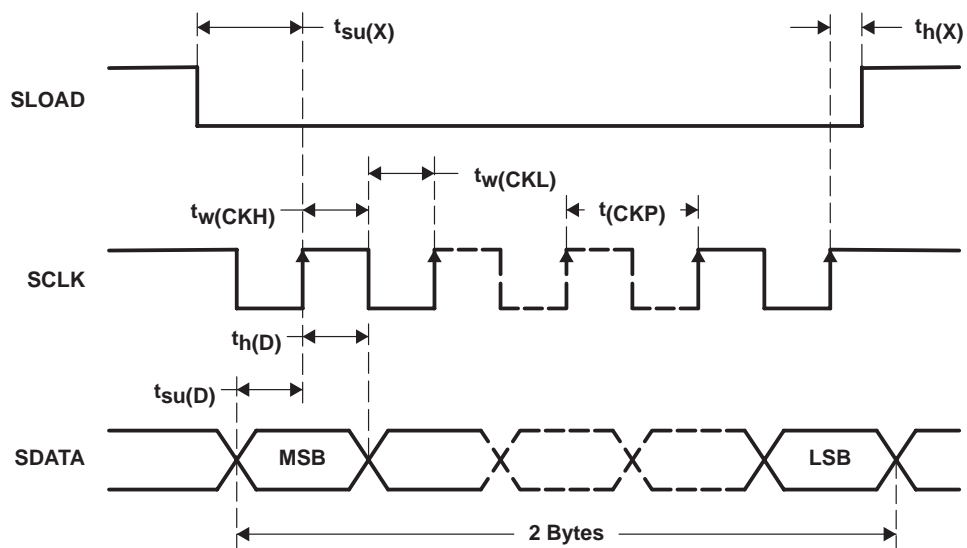 tsu(X)
th(X)
SLOAD
tw(CKL)
tw(CKH)
t(CKP)
SCLK
th(D)
tsu(D)
SDATA
MSB
LSB
2 Bytes